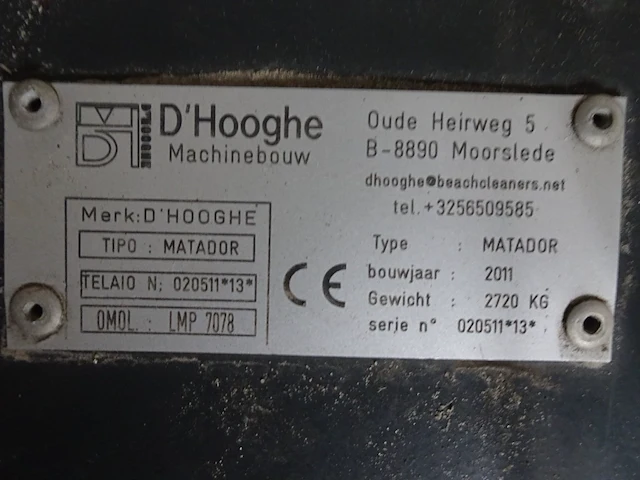 D'HOOGHE
D'Hooghe
Machinebouw
Oude Heirweg 5
B-8890 Moorslede
dhooghe@beachcleaners.net
tel. +3256509585
Merk: D'HOOGHE
TIPO : MATADOR
TELAIO N; 020511*13*
OMOL. : LMP 7078
CE
Type : MATADOR
bouwjaar : 2011
Gewicht : 2720 KG
serie n° 020511*13*